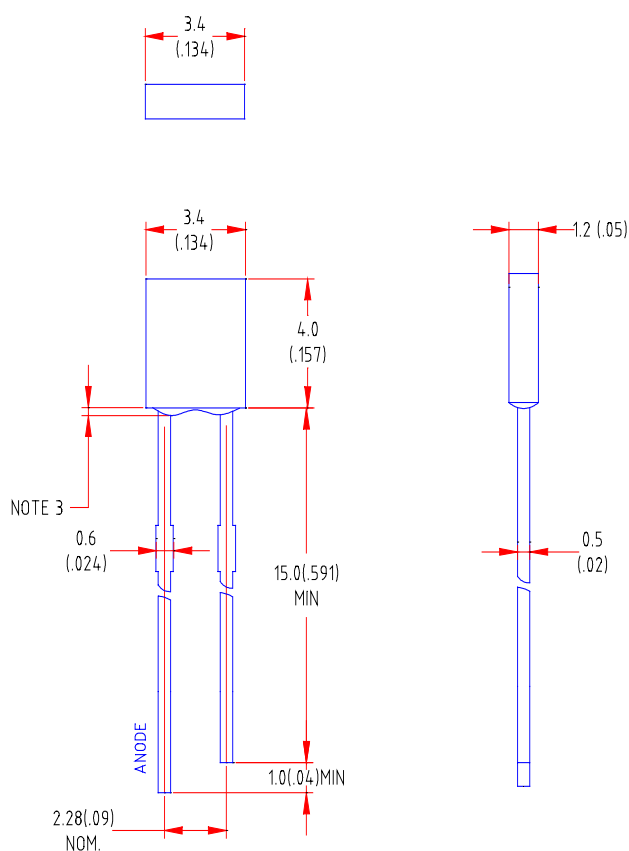 3.4
(.134)
3.4
(.134)
1.2 (.05)
4.0
(.157)
NOTE 3
0.6
(.024)
0.5
(.02)
15.0(.591)
MIN
ANODE
1.0(.04)MIN
2.28(.09)
NOM.